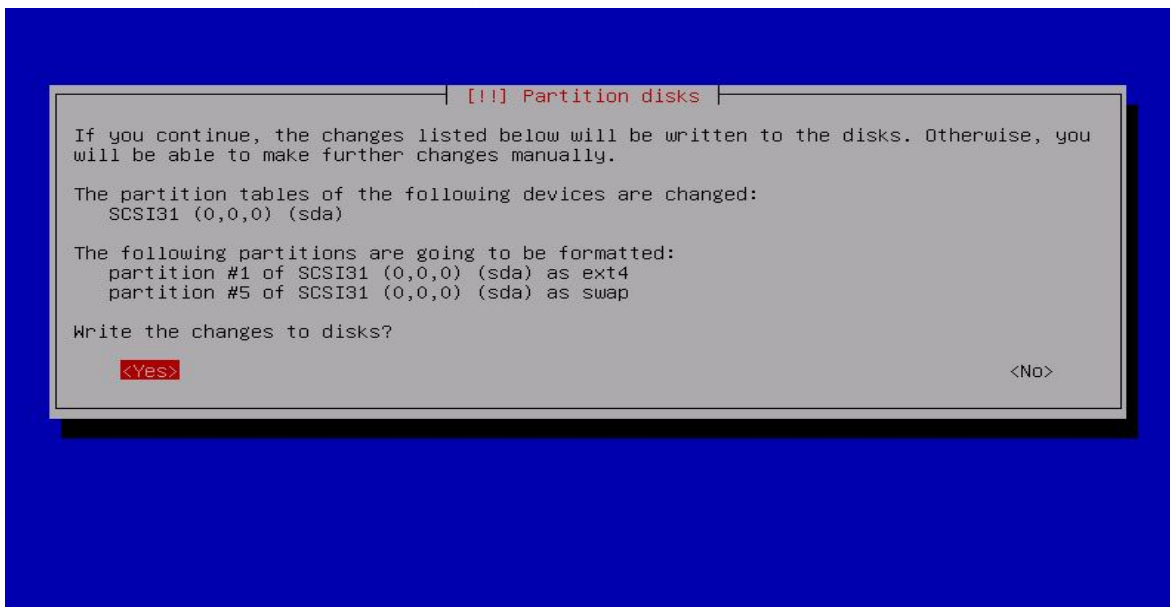 [!!] Partition disks
If you continue, the changes listed below will be written to the disks. Otherwise, you
will be able to make further changes manually.
The partition tables of the following devices are changed:
SCSI31 (0,0,0) (sda)
The following partitions are going to be formatted:
partition #1 of SCSI31 (0,0,0) (sda) as ext4
partition #5 of SCSI31 (0,0,0) (sda) as swap
Write the changes to disks?
<Yes> <No>